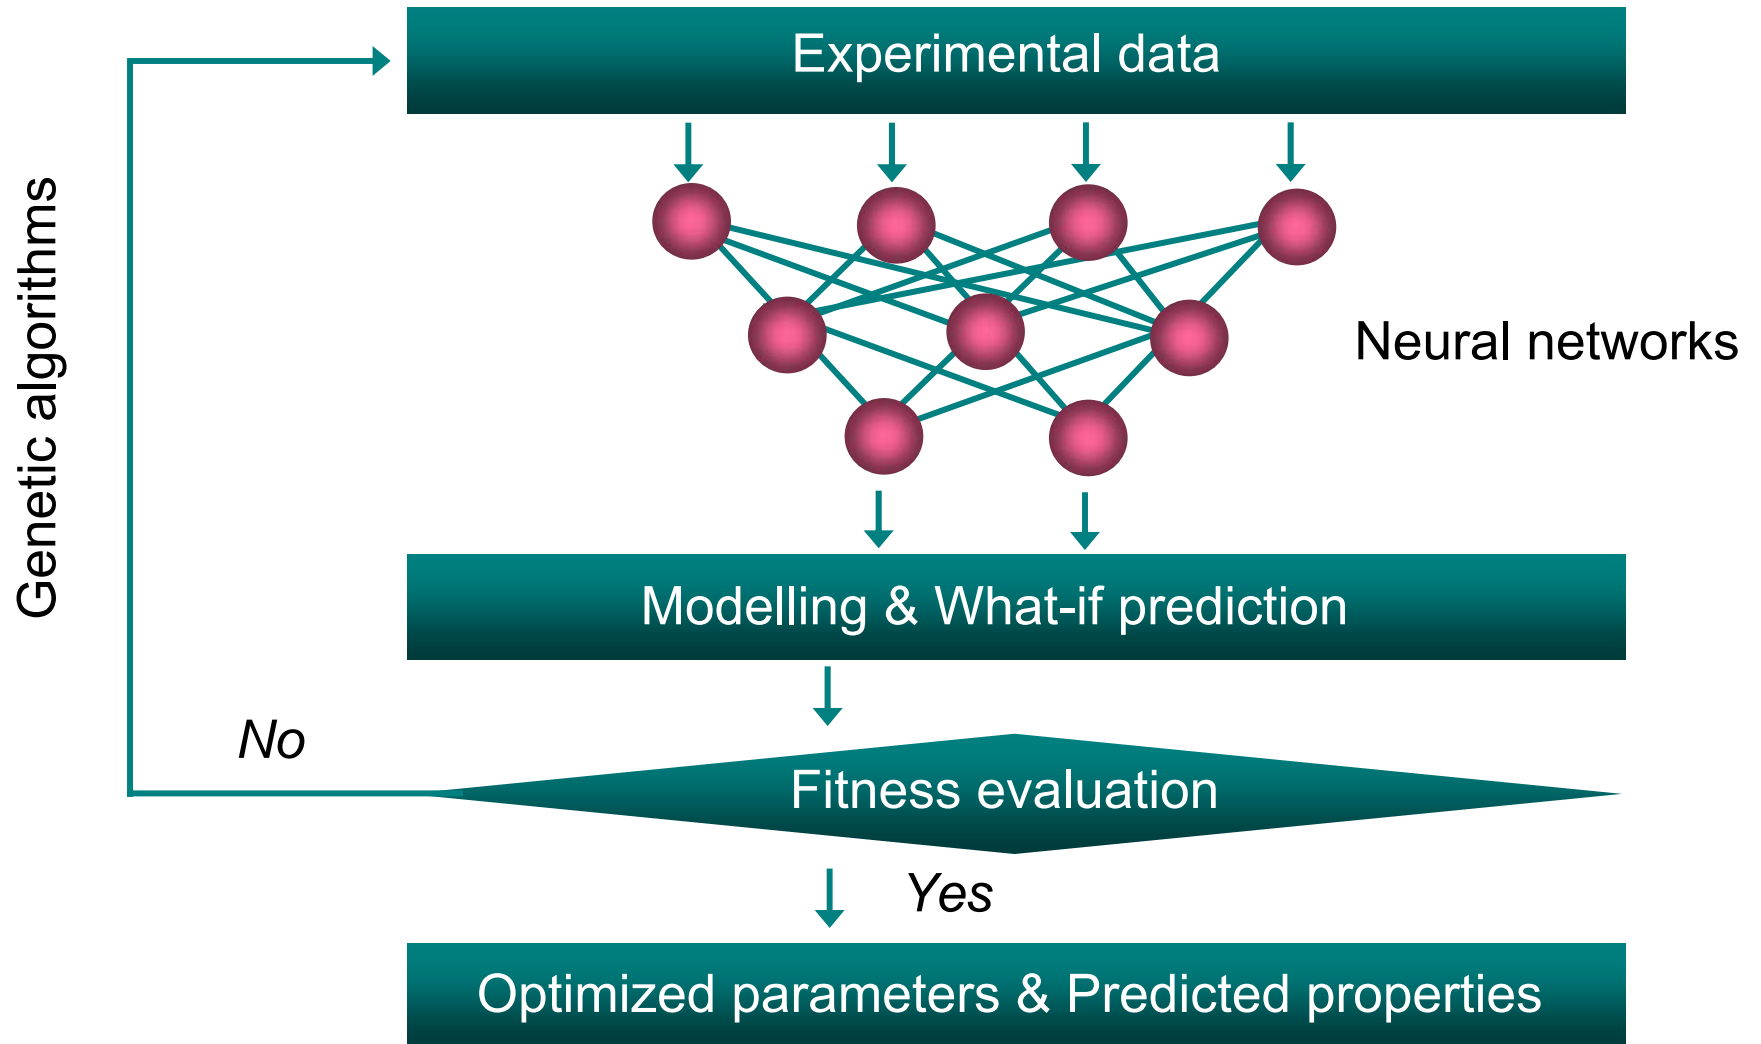 Experimental data
Genetic algorithms
Neural networks
Modelling & What-if prediction
No
Fitness evaluation
Yes
Optimized parameters & Predicted properties